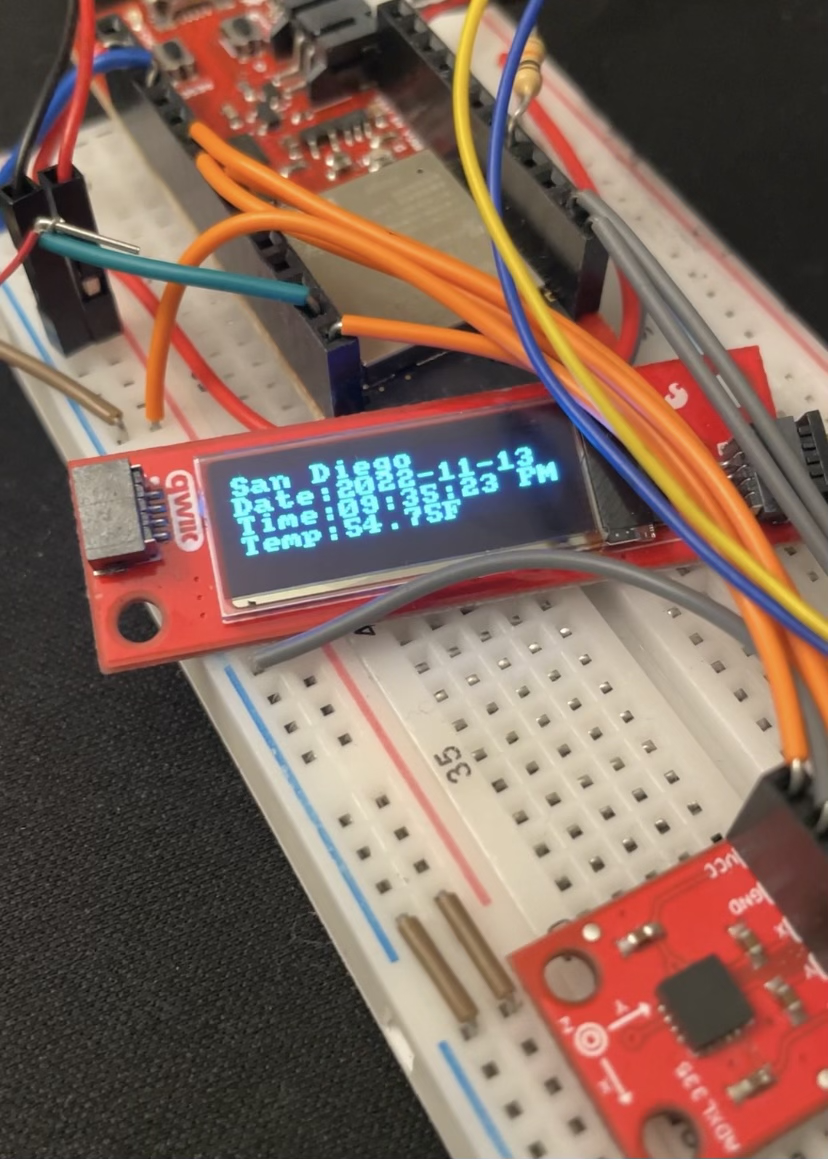 San Diego
Date:2022-11-13
Time:09:35:23 PM
Temp:54.75F
qwiic
35
VCC
GND
X
Y
Z
X
ADXL335